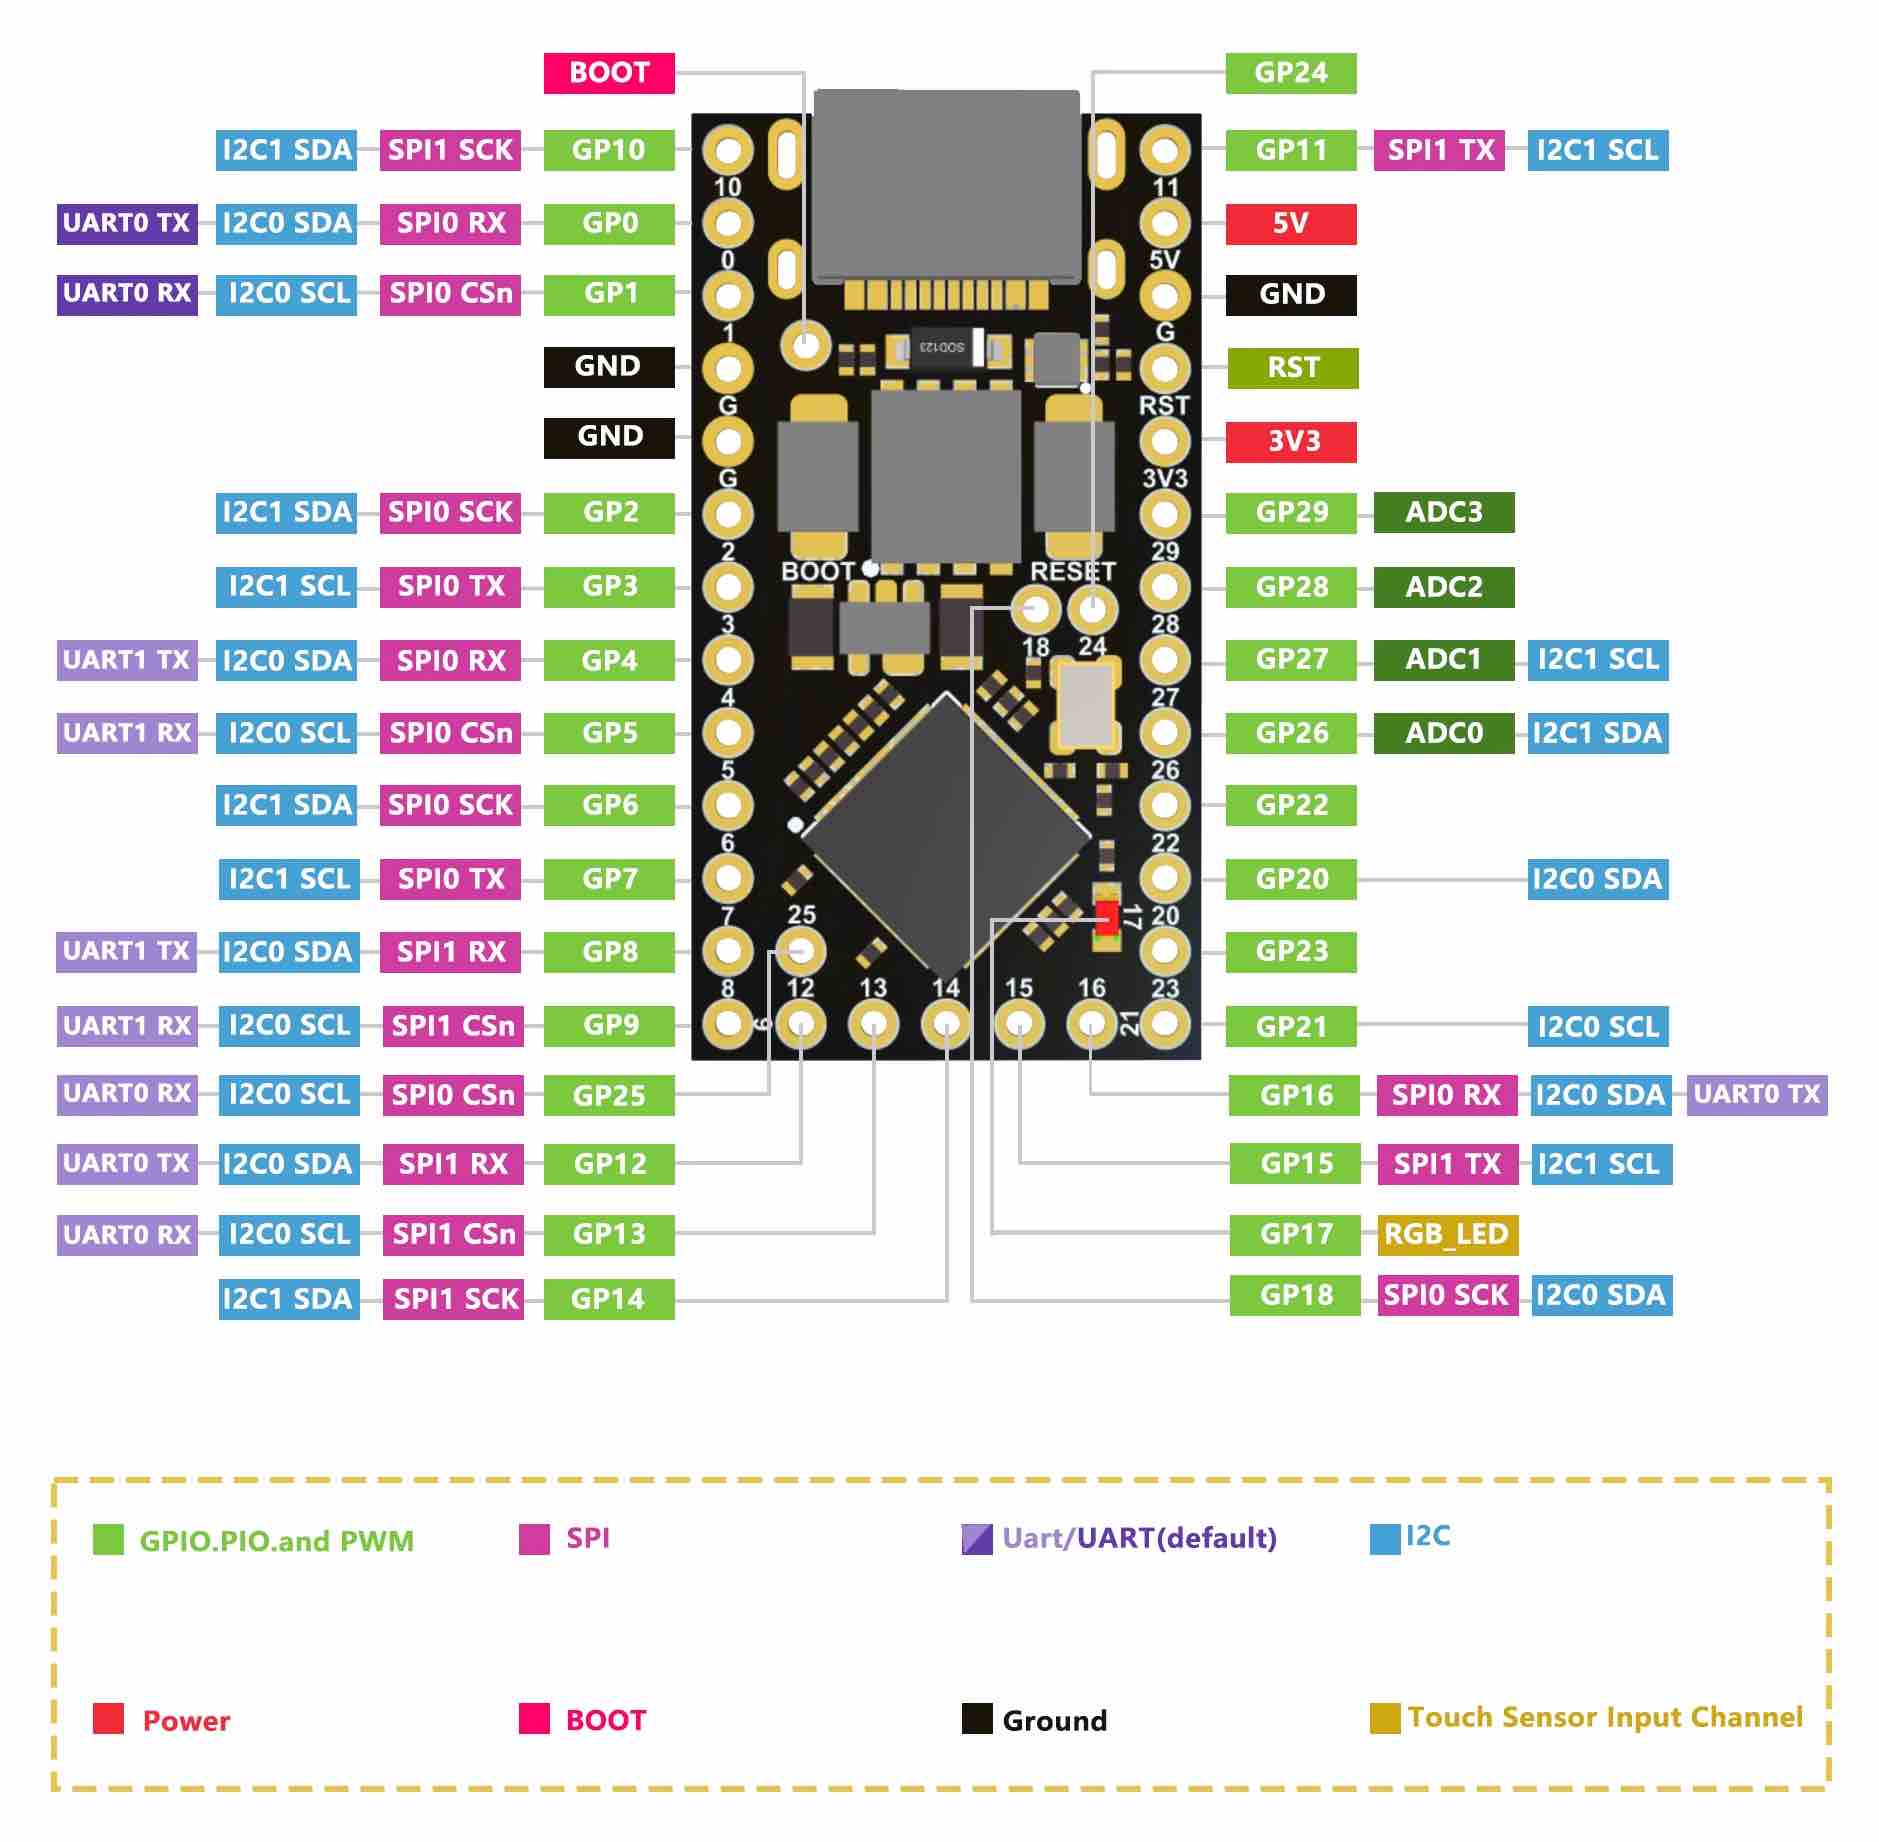 BOOT GP24
I2C1 SDA SPI1 SCK GP10 GP11 SPI1 TX I2C1 SCL
10 11
UART0 TX I2C0 SDA SPI0 RX GP0 5V
0 5V
UART0 RX I2C0 SCL SPI0 CSn GP1 GND
1 G
SOD123
GND RST
G RST
GND 3V3
G 3V3
I2C1 SDA SPI0 SCK GP2 GP29 ADC3
2 29
BOOT RESET
I2C1 SCL SPI0 TX GP3 GP28 ADC2
3 28
18 24
UART1 TX I2C0 SDA SPI0 RX GP4 GP27 ADC1 I2C1 SCL
4 27
UART1 RX I2C0 SCL SPI0 CSn GP5 GP26 ADC0 I2C1 SDA
5 26
I2C1 SDA SPI0 SCK GP6 GP22
6 22
I2C1 SCL SPI0 TX GP7 GP20 I2C0 SDA
7 25 17 20
UART1 TX I2C0 SDA SPI1 RX GP8 GP23
8 12 13 14 15 16 23
UART1 RX I2C0 SCL SPI1 CSn GP9 9 21 GP21 I2C0 SCL
UART0 RX I2C0 SCL SPI0 CSn GP25 GP16 SPI0 RX I2C0 SDA UART0 TX
UART0 TX I2C0 SDA SPI1 RX GP12 GP15 SPI1 TX I2C1 SCL
UART0 RX I2C0 SCL SPI1 CSn GP13 GP17 RGB_LED
I2C1 SDA SPI1 SCK GP14 GP18 SPI0 SCK I2C0 SDA
GPIO.PIO.and PWM SPI Uart/UART(default) I2C
Power BOOT Ground Touch Sensor Input Channel